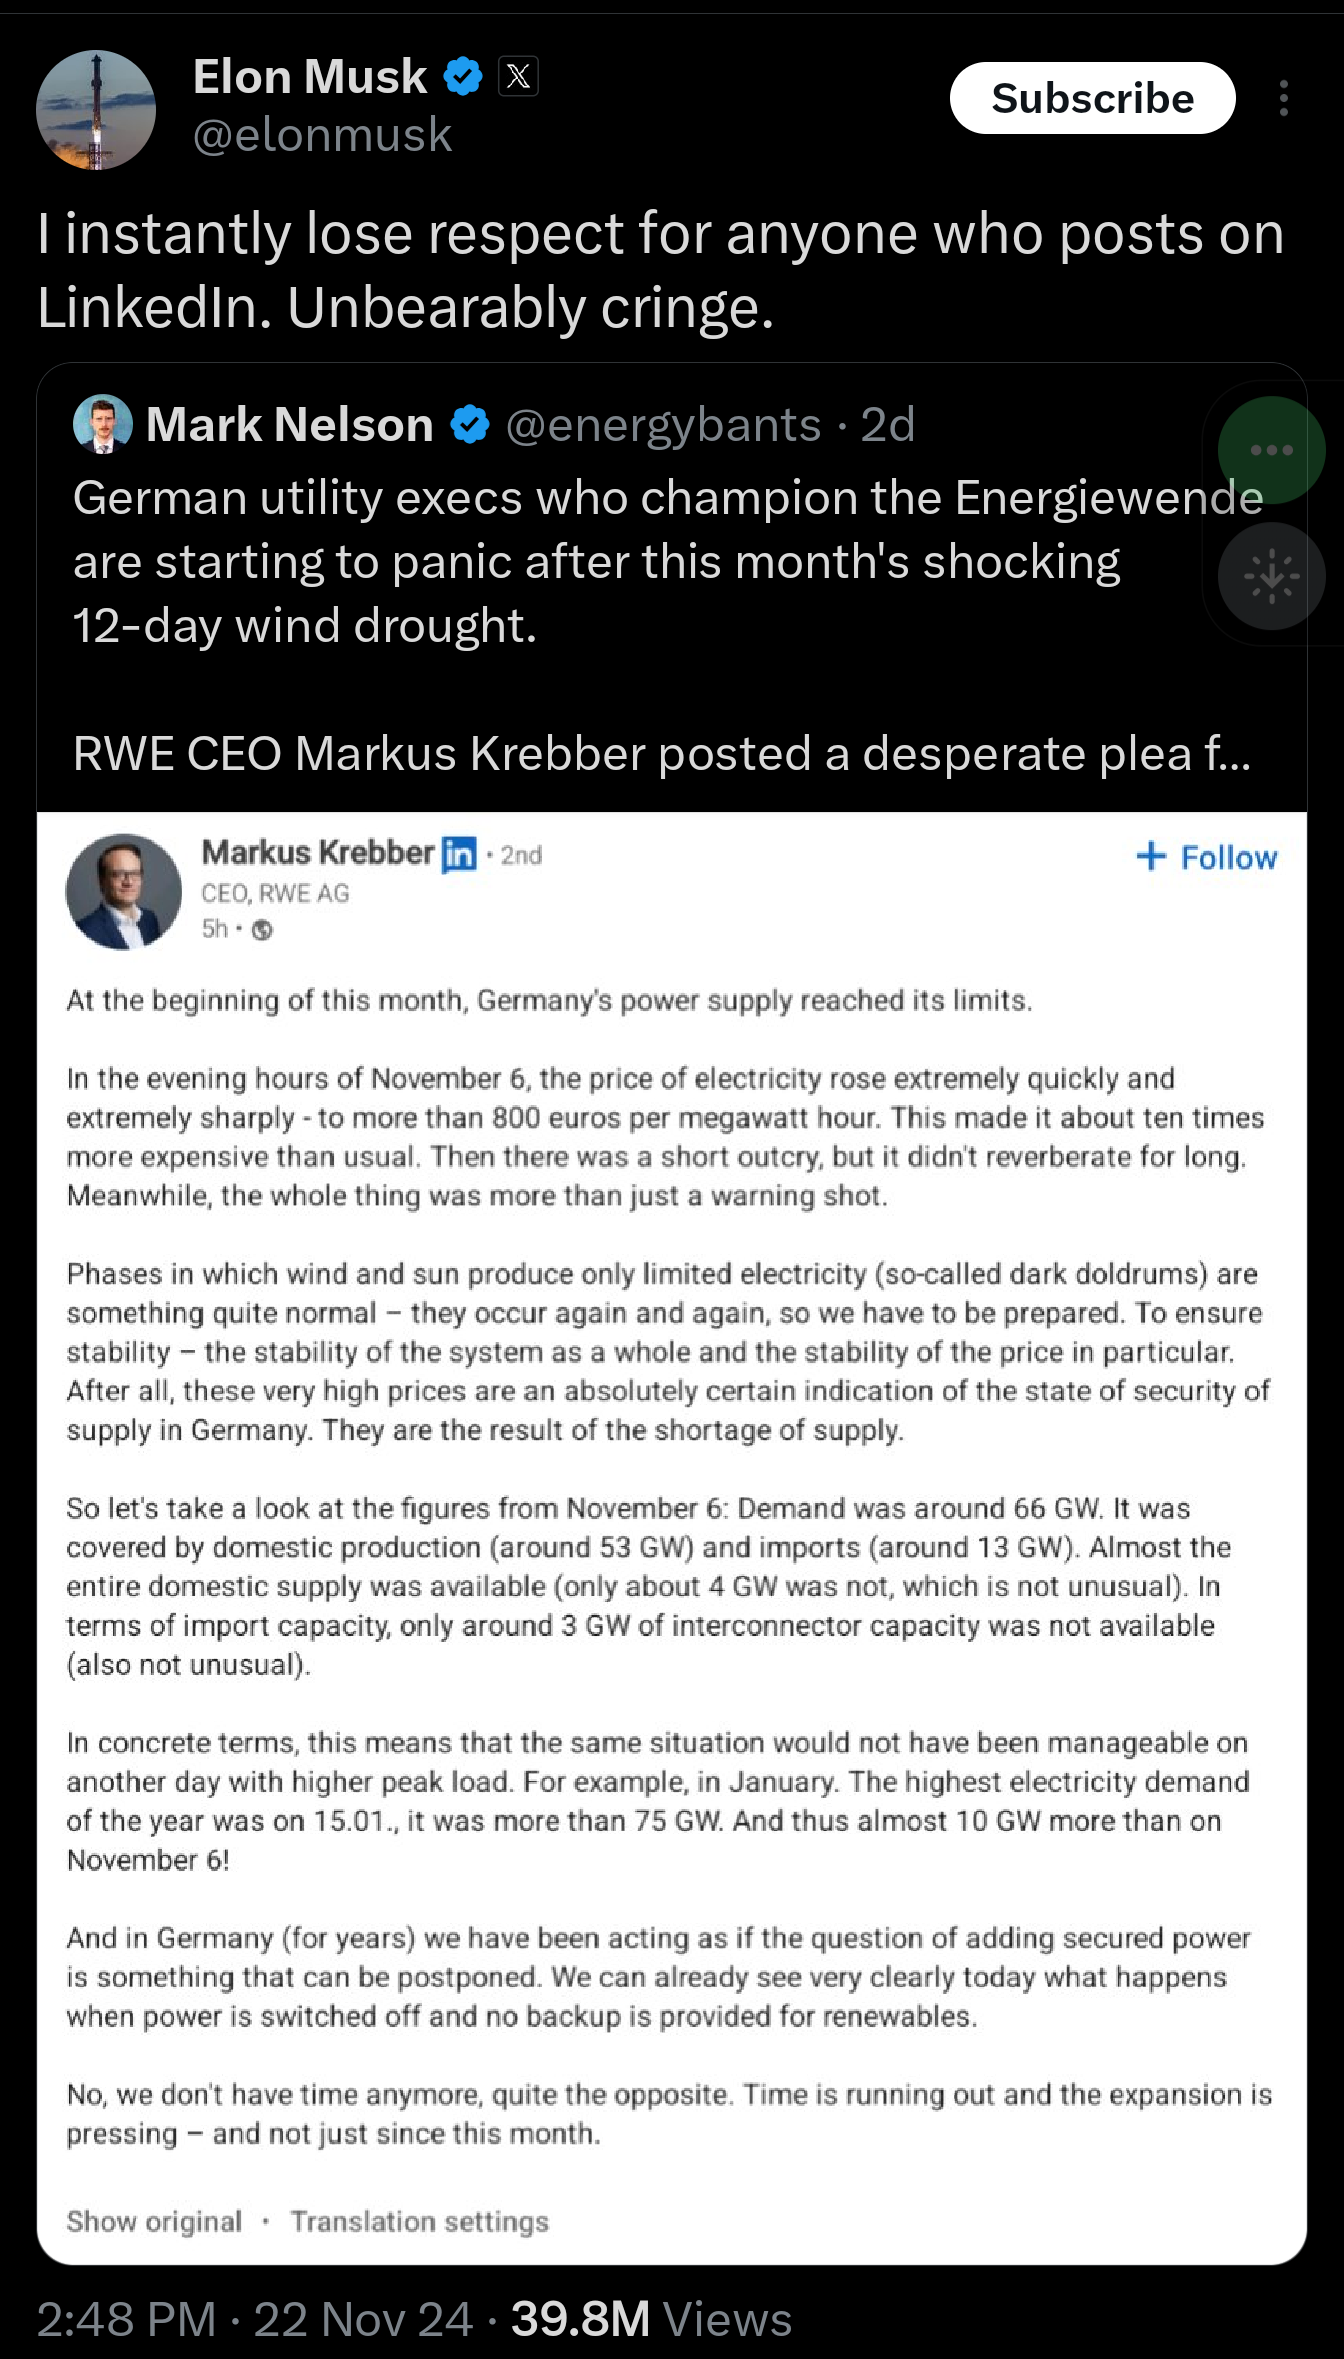 Elon Musk
Subscribe
@elonmusk
I instantly lose respect for anyone who posts on
LinkedIn. Unbearably cringe.
Mark Nelson @energybants · 2d
German utility execs who champion the Energiewende
are starting to panic after this month's shocking
12-day wind drought.
RWE CEO Markus Krebber posted a desperate plea f...
Markus Krebber in · 2nd
+ Follow
CEO, RWE AG
5h ·
At the beginning of this month, Germany's power supply reached its limits.
In the evening hours of November 6, the price of electricity rose extremely quickly and
extremely sharply - to more than 800 euros per megawatt hour. This made it about ten times
more expensive than usual. Then there was a short outcry, but it didn't reverberate for long.
Meanwhile, the whole thing was more than just a warning shot.
Phases in which wind and sun produce only limited electricity (so-called dark doldrums) are
something quite normal – they occur again and again, so we have to be prepared. To ensure
stability – the stability of the system as a whole and the stability of the price in particular.
After all, these very high prices are an absolutely certain indication of the state of security of
supply in Germany. They are the result of the shortage of supply.
So let's take a look at the figures from November 6: Demand was around 66 GW. It was
covered by domestic production (around 53 GW) and imports (around 13 GW). Almost the
entire domestic supply was available (only about 4 GW was not, which is not unusual). In
terms of import capacity, only around 3 GW of interconnector capacity was not available
(also not unusual).
In concrete terms, this means that the same situation would not have been manageable on
another day with higher peak load. For example, in January. The highest electricity demand
of the year was on 15.01., it was more than 75 GW. And thus almost 10 GW more than on
November 6!
And in Germany (for years) we have been acting as if the question of adding secured power
is something that can be postponed. We can already see very clearly today what happens
when power is switched off and no backup is provided for renewables.
No, we don't have time anymore, quite the opposite. Time is running out and the expansion is
pressing – and not just since this month.
Show original · Translation settings
2:48 PM · 22 Nov 24 · 39.8M Views